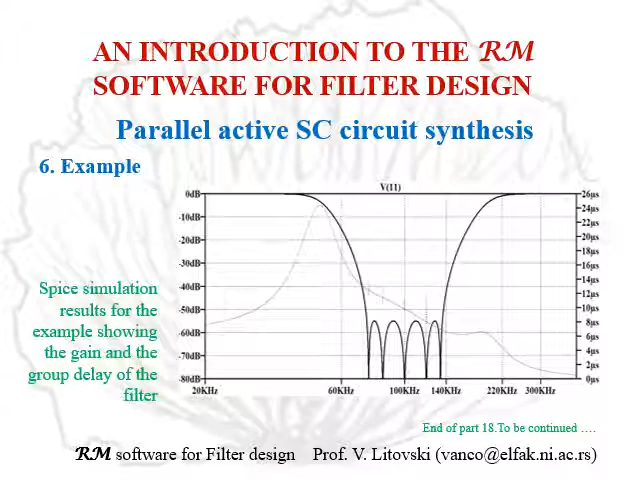 AN INTRODUCTION TO THE RM
SOFTWARE FOR FILTER DESIGN
Parallel active SC circuit synthesis
6. Example
V(11)
0dB
-10dB
-20dB
-30dB
-40dB
-50dB
-60dB
-70dB
-80dB
26µs
24µs
22µs
20µs
18µs
16µs
14µs
12µs
10µs
8µs
6µs
4µs
2µs
0µs
20KHz 60KHz 100KHz 140KHz 220KHz 300KHz
Spice simulation
results for the
example showing
the gain and the
group delay of the
filter
End of part 18.To be continued ….
RM software for Filter design Prof. V. Litovski (vanco@elfak.ni.ac.rs)